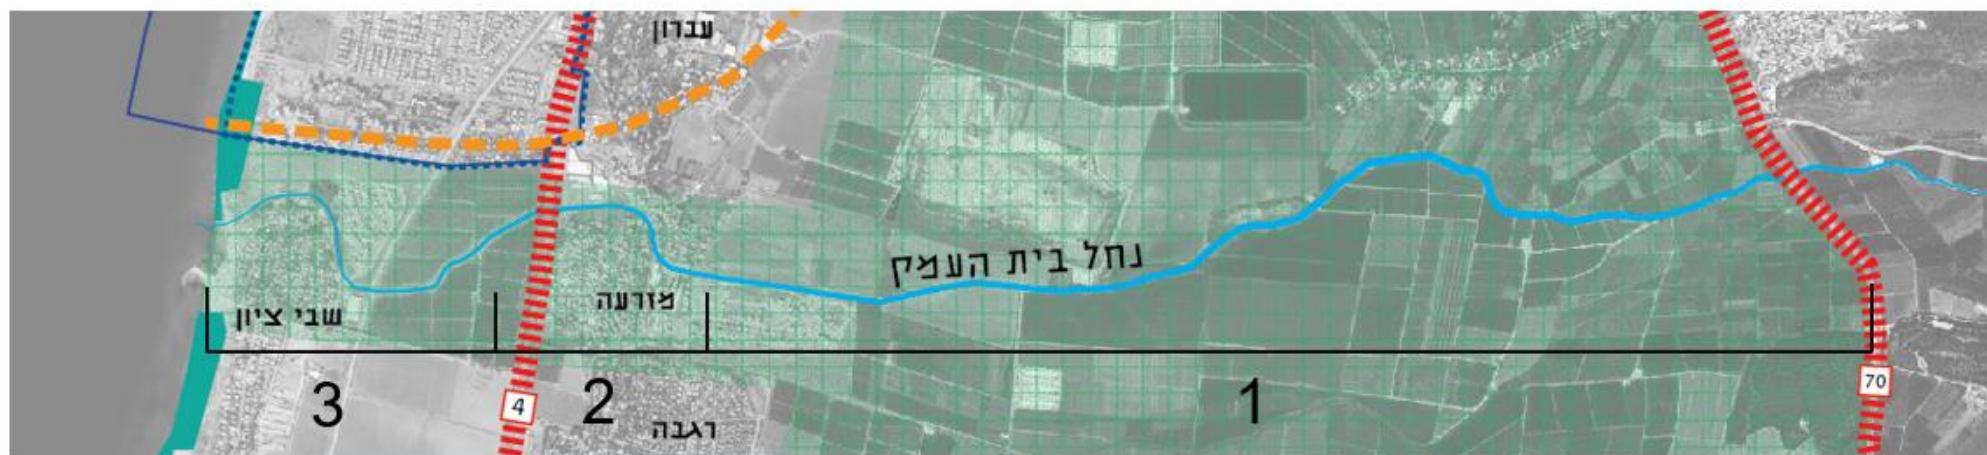 עברון
נחל בית העמק
מזרעה
שבי ציון
3
4
2
רגבה
1
70